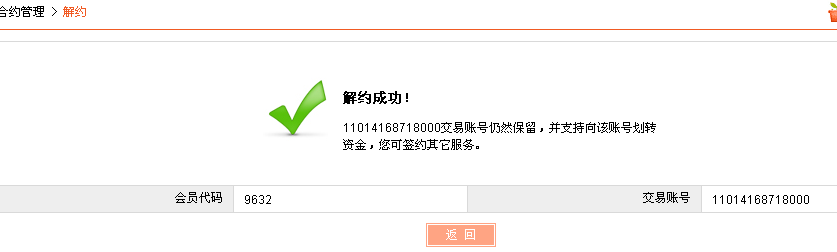 合约管理 > 解约
解约成功！
11014168718000交易账号仍然保留，并支持向该账号划转
资金，您可签约其它服务。
会员代码 9632 交易账号 11014168718000
返 回